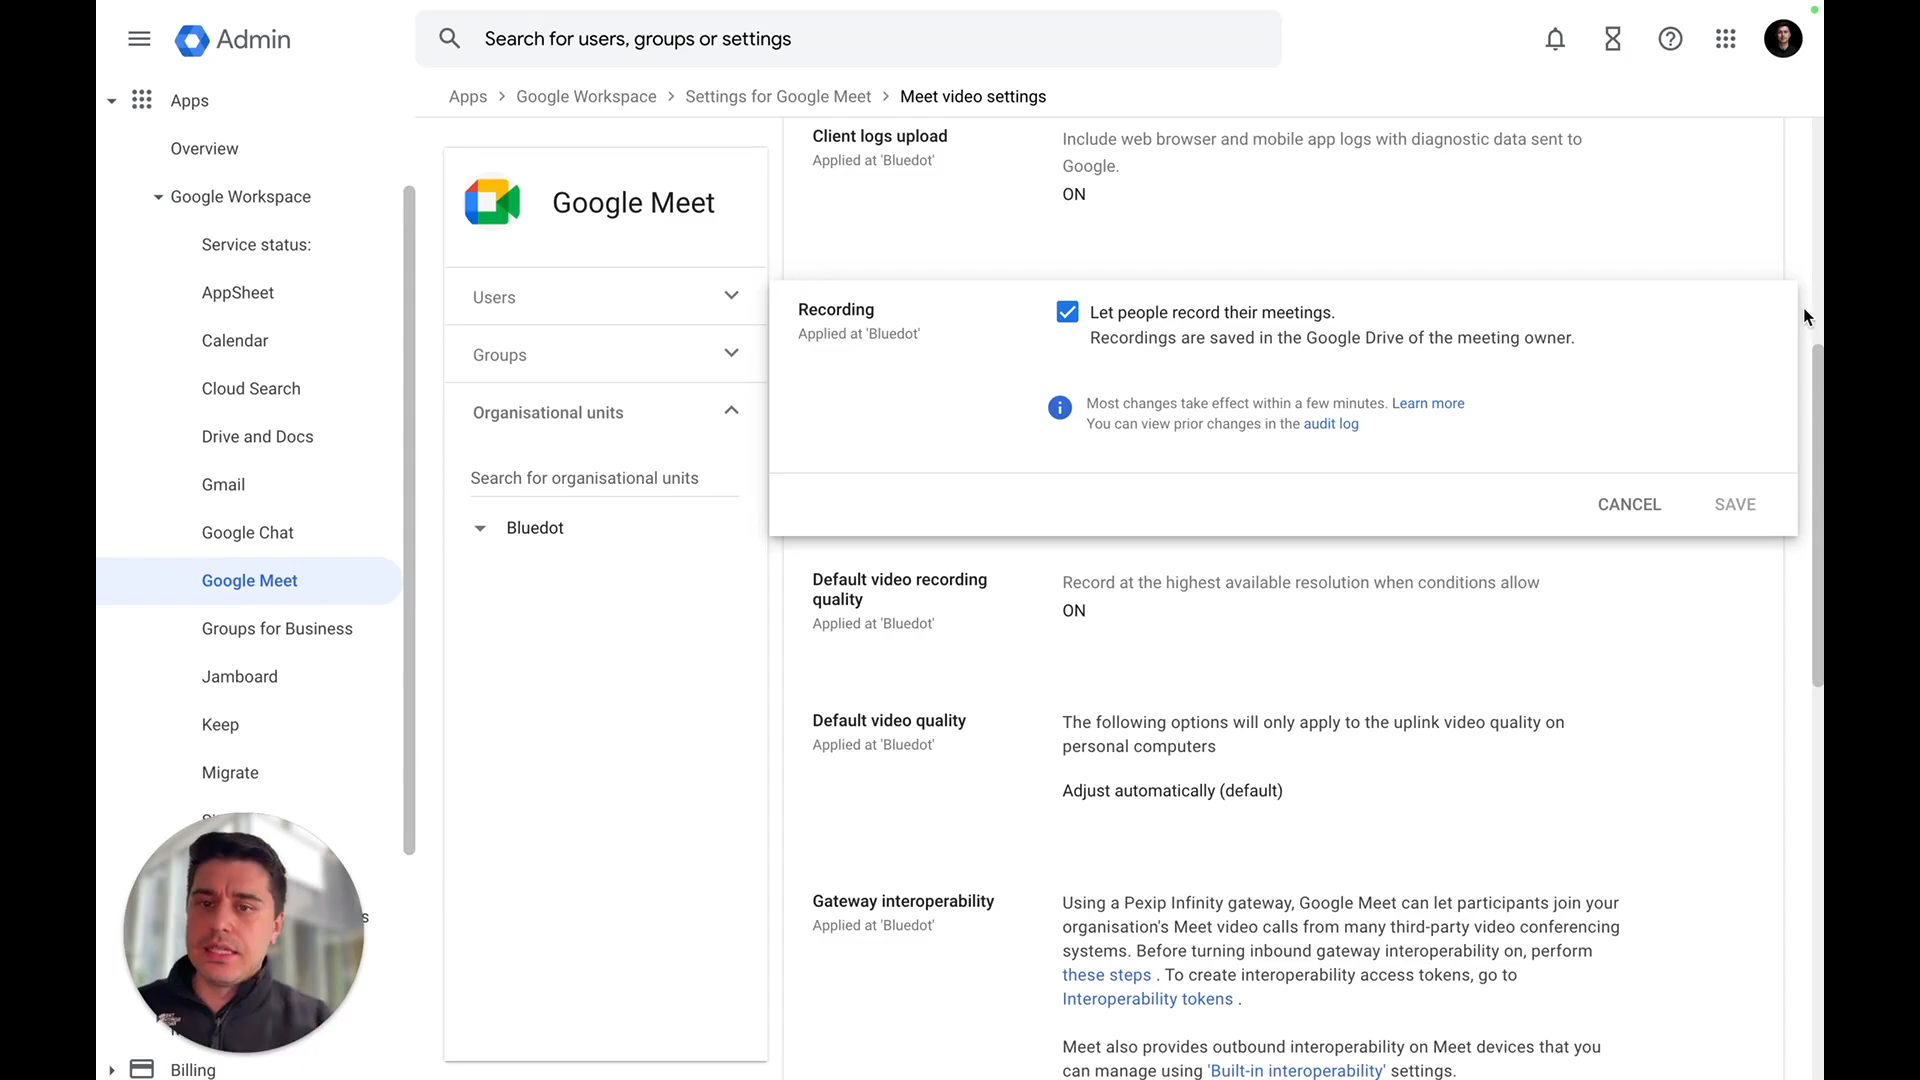 Admin
Search for users, groups or settings
Apps
Overview
Google Workspace
Service status:
AppSheet
Calendar
Cloud Search
Drive and Docs
Gmail
Google Chat
Google Meet
Groups for Business
Jamboard
Keep
Migrate
Billing
Apps > Google Workspace > Settings for Google Meet > Meet video settings
Google Meet
Users
Groups
Organisational units
Search for organisational units
Bluedot
Client logs upload
Applied at 'Bluedot'
Include web browser and mobile app logs with diagnostic data sent to
Google.
ON
Recording
Applied at 'Bluedot'
Let people record their meetings.
Recordings are saved in the Google Drive of the meeting owner.
Most changes take effect within a few minutes. Learn more
You can view prior changes in the audit log
CANCEL
SAVE
Default video recording
quality
Applied at 'Bluedot'
Record at the highest available resolution when conditions allow
ON
Default video quality
Applied at 'Bluedot'
The following options will only apply to the uplink video quality on
personal computers
Adjust automatically (default)
Gateway interoperability
Applied at 'Bluedot'
Using a Pexip Infinity gateway, Google Meet can let participants join your
organisation's Meet video calls from many third-party video conferencing
systems. Before turning inbound gateway interoperability on, perform
these steps . To create interoperability access tokens, go to
Interoperability tokens .
Meet also provides outbound interoperability on Meet devices that you
can manage using 'Built-in interoperability' settings.